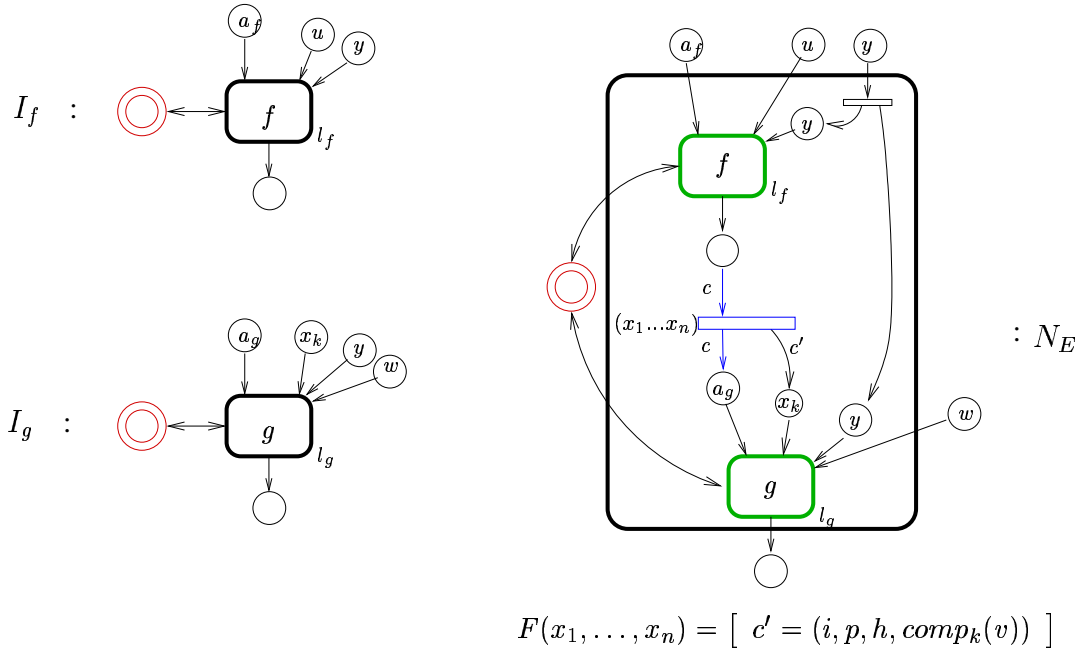 a_f u y
I_f : f l_f
a_g x_k y w
I_g : g l_g
a_f u y
y
f l_f
c
(x_1...x_n)
c c'
a_g x_k y w
g l_g
: N_E
F(x_1, . . . , x_n) = [ c' = (i, p, h, comp_k(v)) ]